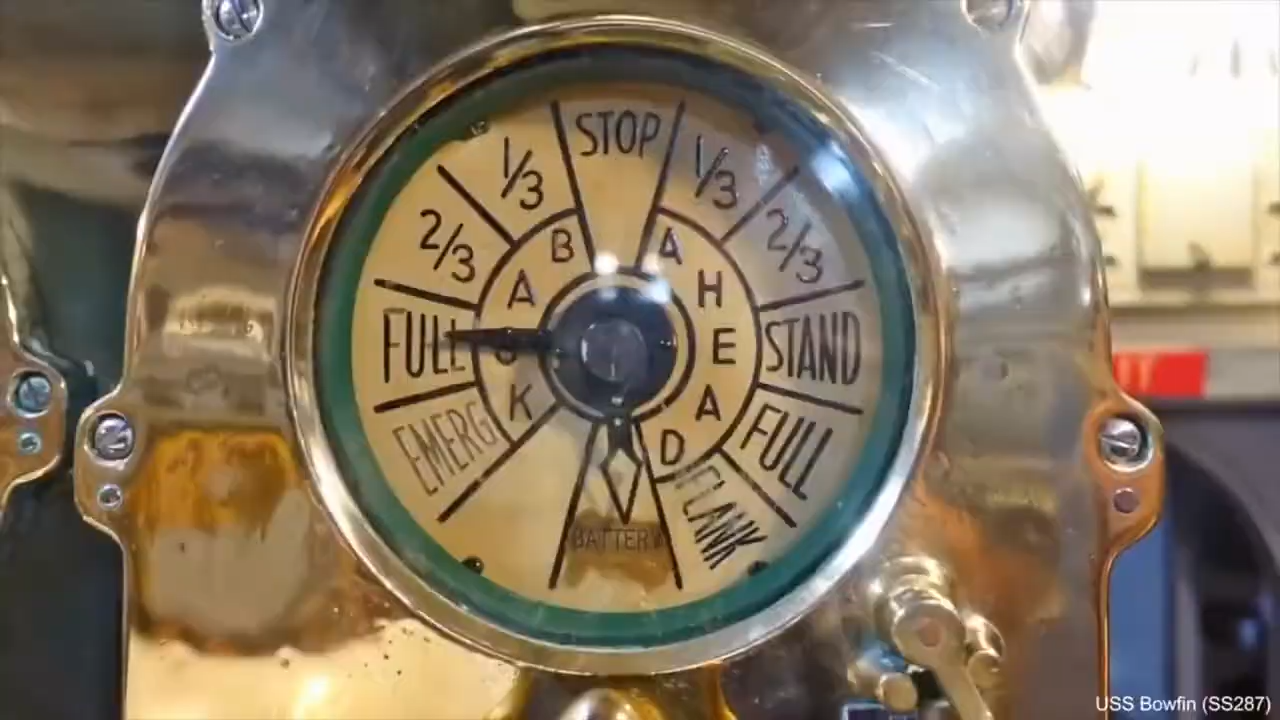 STOP
1/3
1/3
2/3
2/3
B
A
A
H
FULL
E
STAND
K
A
FULL
EMERG
D
FLANK
BATTERY
USS Bowfin (SS287)